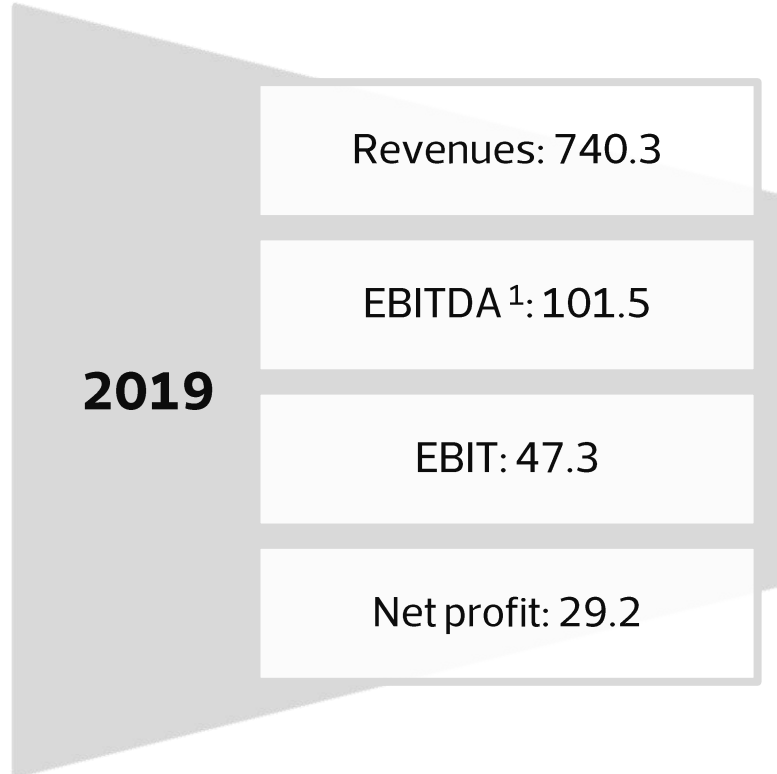 Revenues: 740.3
EBITDA ¹: 101.5
2019
EBIT: 47.3
Net profit: 29.2